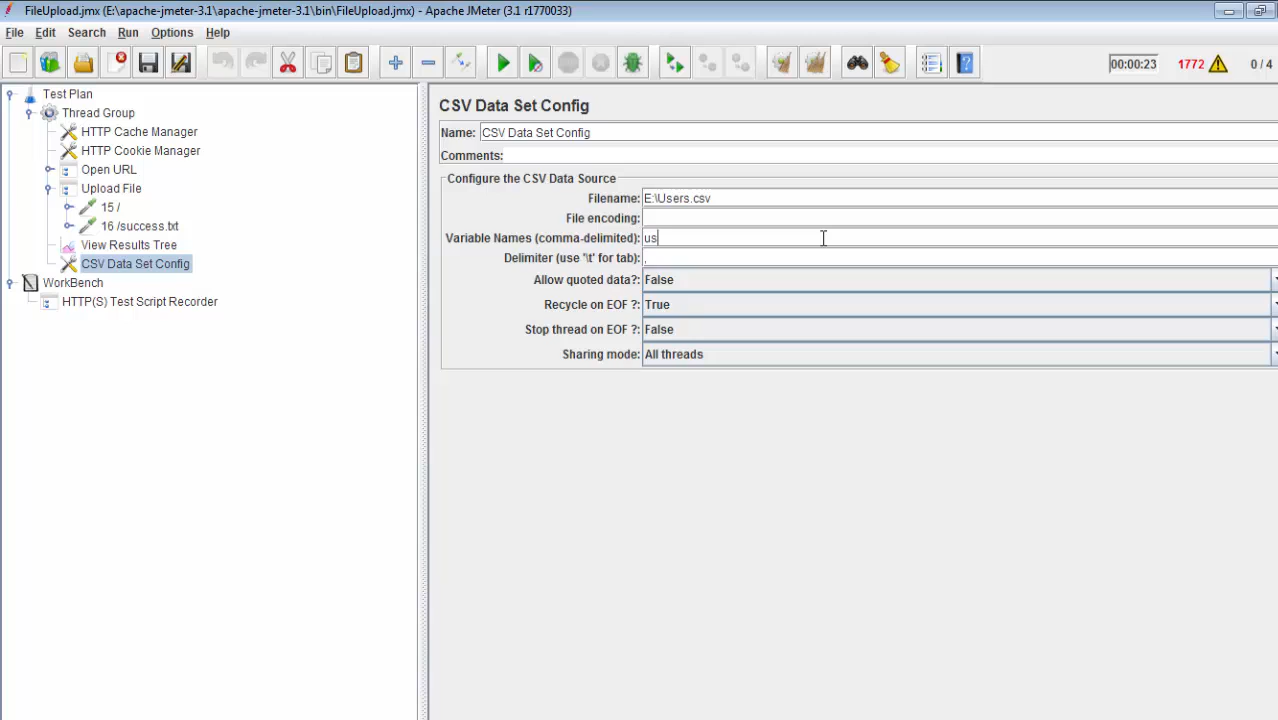 FileUpload.jmx (E:\apache-jmeter-3.1\apache-jmeter-3.1\bin\FileUpload.jmx) - Apache JMeter (3.1 r1770033)
File Edit Search Run Options Help
00:00:23 1772 0 / 4
Test Plan
Thread Group
HTTP Cache Manager
HTTP Cookie Manager
Open URL
Upload File
15 /
16 /success.txt
View Results Tree
CSV Data Set Config
WorkBench
HTTP(S) Test Script Recorder
CSV Data Set Config
Name: CSV Data Set Config
Comments:
Configure the CSV Data Source
Filename: E:\Users.csv
File encoding:
Variable Names (comma-delimited): us
Delimiter (use '\t' for tab): ,
Allow quoted data?: False
Recycle on EOF ?: True
Stop thread on EOF ?: False
Sharing mode: All threads